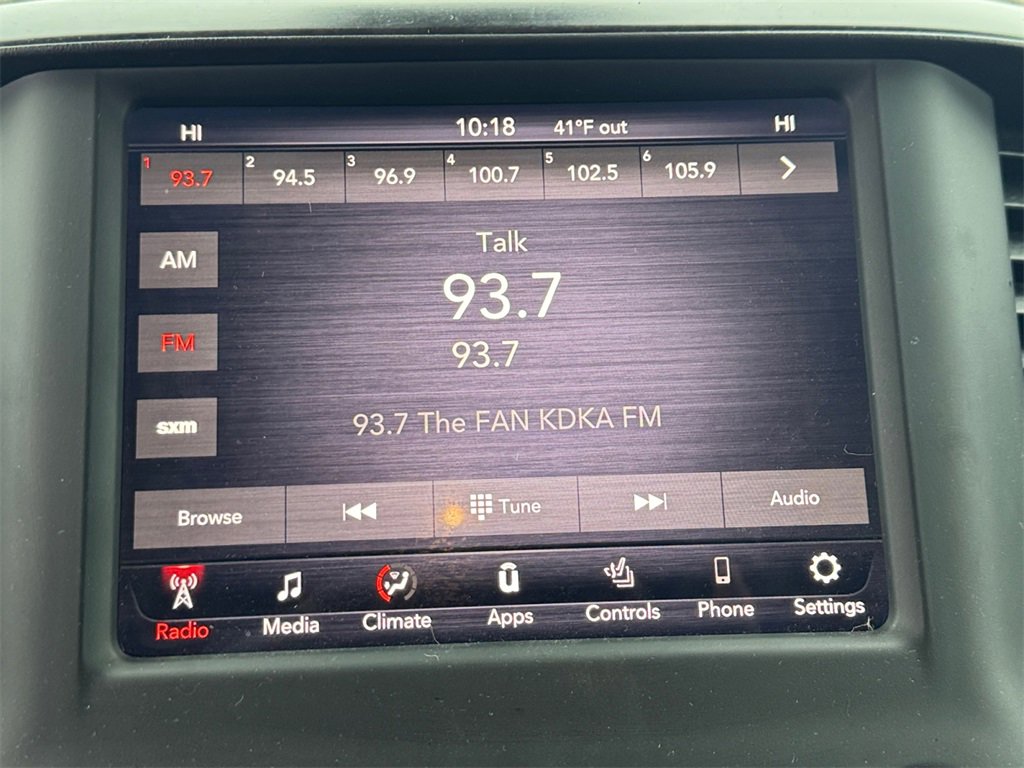 HI 10:18 41°F out HI
1 93.7 2 94.5 3 96.9 4 100.7 5 102.5 6 105.9
Talk
AM
93.7
FM
93.7
sxm
93.7 The FAN KDKA FM
Browse Tune Audio
Radio Media Climate Apps Controls Phone Settings